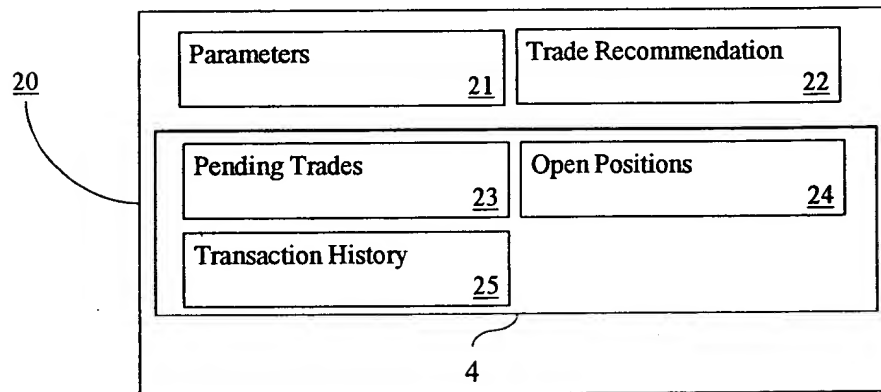 Parameters
21
Trade Recommendation
22
20
Pending Trades
23
Open Positions
24
Transaction History
25
4